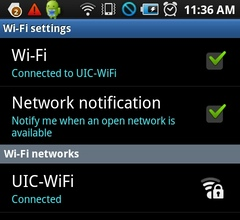 11:36 AM
Wi-Fi settings
Wi-Fi
Connected to UIC-WiFi
Network notification
Notify me when an open network is
available
Wi-Fi networks
UIC-WiFi
Connected